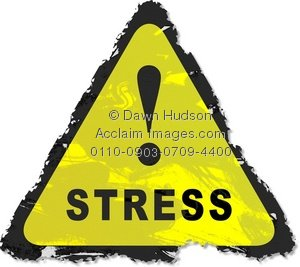 !
© Dawn Hudson
Acclaim Images.com
0110-0903-0709-4400
STRESS